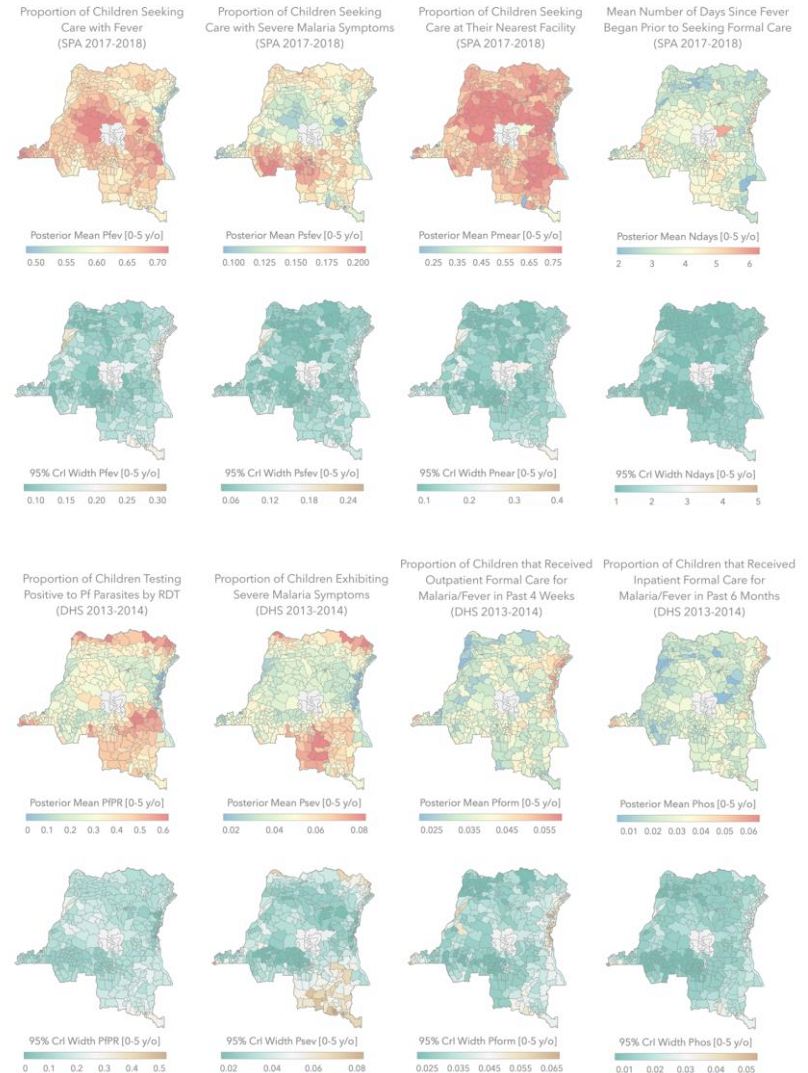 Proportion of Children Seeking
Care with Fever
(SPA 2017-2018)
Proportion of Children Seeking
Care with Severe Malaria Symptoms
(SPA 2017-2018)
Proportion of Children Seeking
Care at Their Nearest Facility
(SPA 2017-2018)
Mean Number of Days Since Fever
Began Prior to Seeking Formal Care
(SPA 2017-2018)
Posterior Mean Pfev [0-5 y/o]
0.50 0.55 0.60 0.65 0.70
Posterior Mean Psfev [0-5 y/o]
0.100 0.125 0.150 0.175 0.200
Posterior Mean Pnear [0-5 y/o]
0.25 0.35 0.45 0.55 0.65 0.75
Posterior Mean Ndays [0-5 y/o]
2 3 4 5 6
95% CrI Width Pfev [0-5 y/o]
0.10 0.15 0.20 0.25 0.30
95% CrI Width Psfev [0-5 y/o]
0.06 0.12 0.18 0.24
95% CrI Width Pnear [0-5 y/o]
0.1 0.2 0.3 0.4
95% CrI Width Ndays [0-5 y/o]
1 2 3 4 5
Proportion of Children Testing
Positive to Pf Parasites by RDT
(DHS 2013-2014)
Proportion of Children Exhibiting
Severe Malaria Symptoms
(DHS 2013-2014)
Proportion of Children that Received
Outpatient Formal Care for
Malaria/Fever in Past 4 Weeks
(DHS 2013-2014)
Proportion of Children that Received
Inpatient Formal Care for
Malaria/Fever in Past 6 Months
(DHS 2013-2014)
Posterior Mean PfPR [0-5 y/o]
0 0.1 0.2 0.3 0.4 0.5 0.6
Posterior Mean Psev [0-5 y/o]
0.02 0.04 0.06 0.08
Posterior Mean Pform [0-5 y/o]
0.025 0.035 0.045 0.055
Posterior Mean Phos [0-5 y/o]
0.01 0.02 0.03 0.04 0.05 0.06
95% CrI Width PfPR [0-5 y/o]
0 0.1 0.2 0.3 0.4 0.5
95% CrI Width Psev [0-5 y/o]
0.02 0.04 0.06 0.08
95% CrI Width Pform [0-5 y/o]
0.025 0.035 0.045 0.055 0.065
95% CrI Width Phos [0-5 y/o]
0.01 0.02 0.03 0.04 0.05